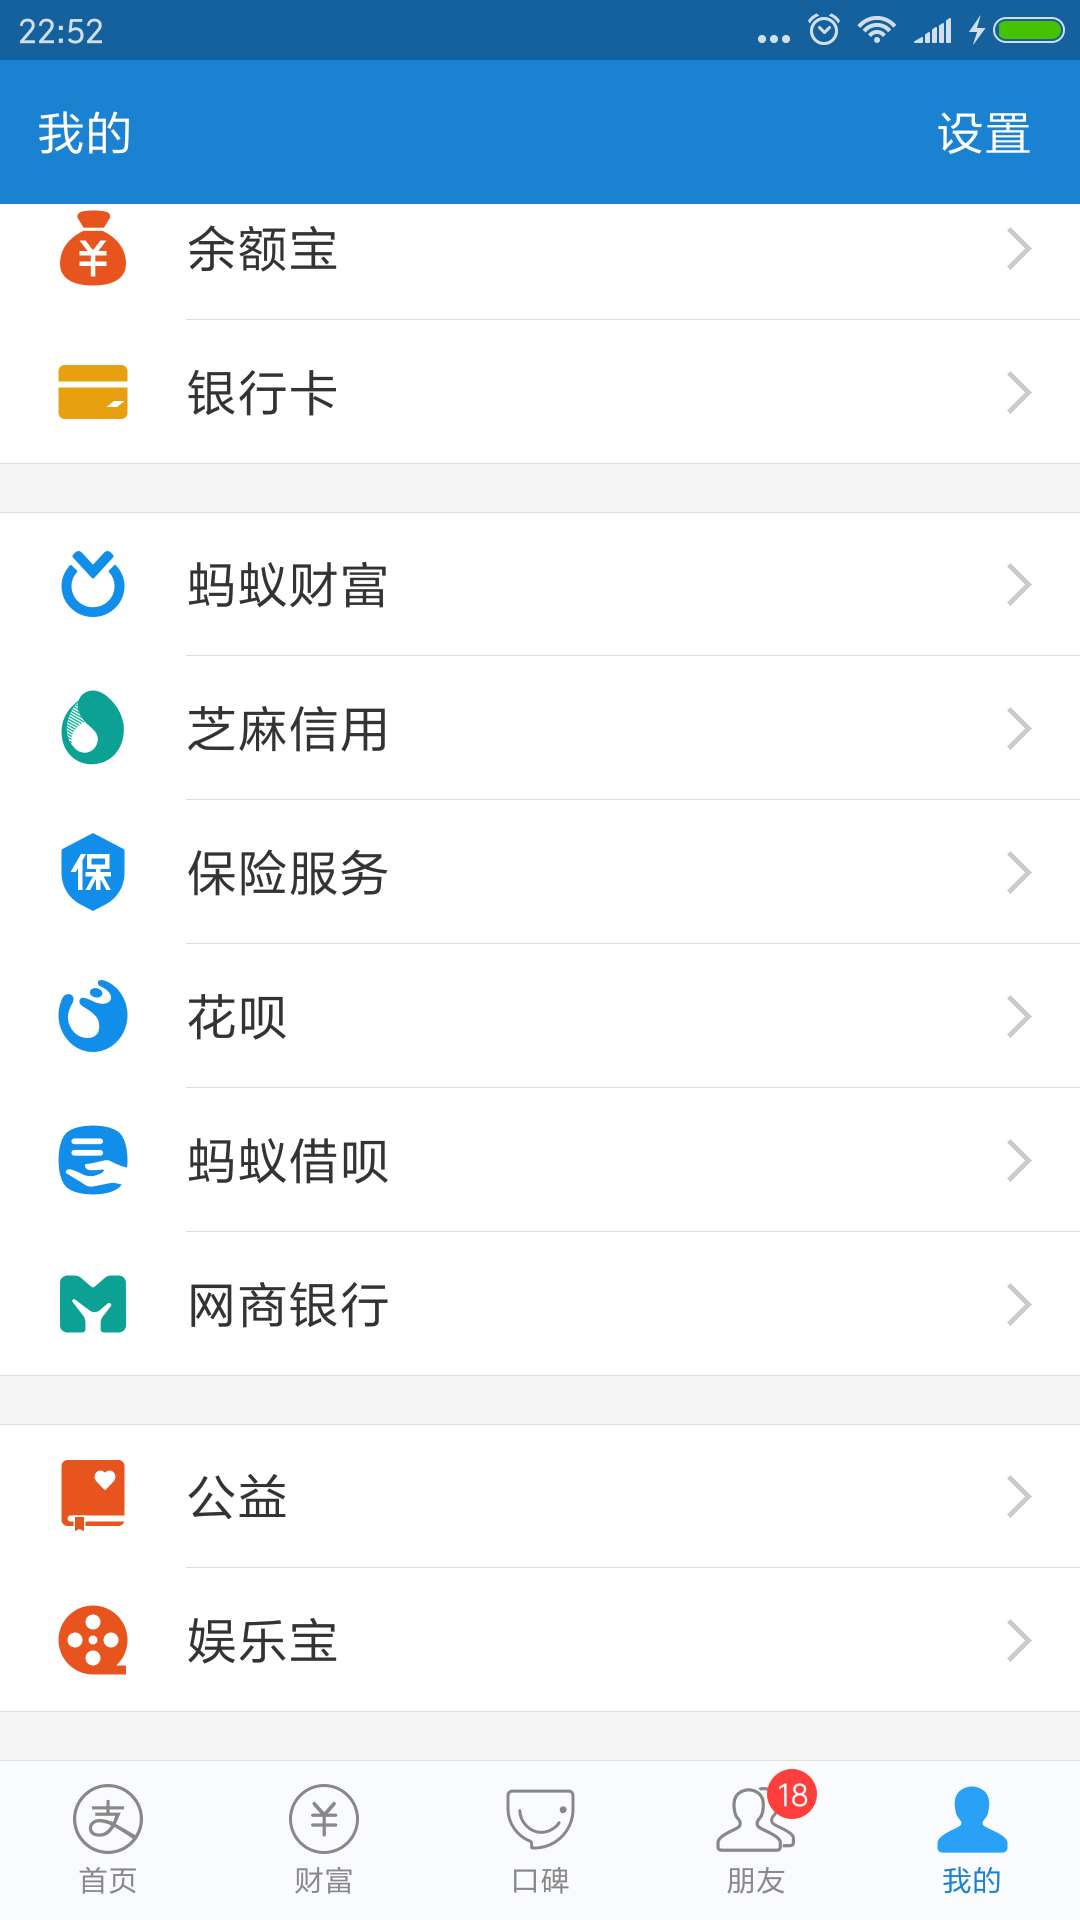 22:52
我的 设置
余额宝
银行卡
蚂蚁财富
芝麻信用
保 保险服务
花呗
蚂蚁借呗
网商银行
公益
娱乐宝
18
首页 财富 口碑 朋友 我的